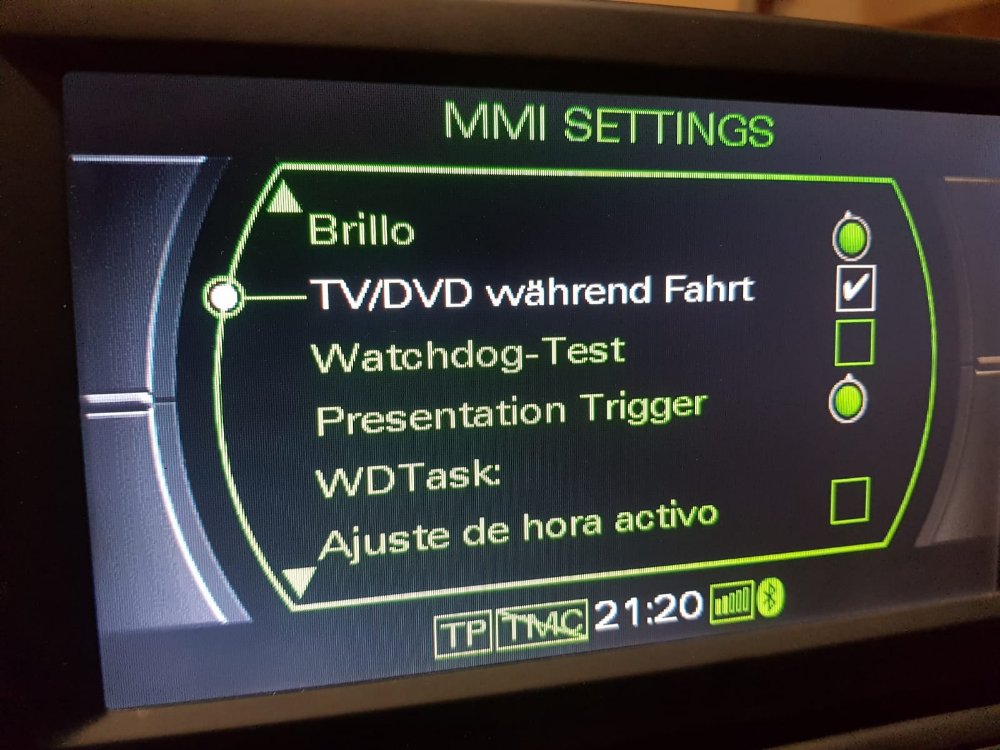 MMI SETTINGS
Brillo
TV/DVD während Fahrt
Watchdog-Test
Presentation Trigger
WDTask:
Ajuste de hora activo
TP TMC 21:20